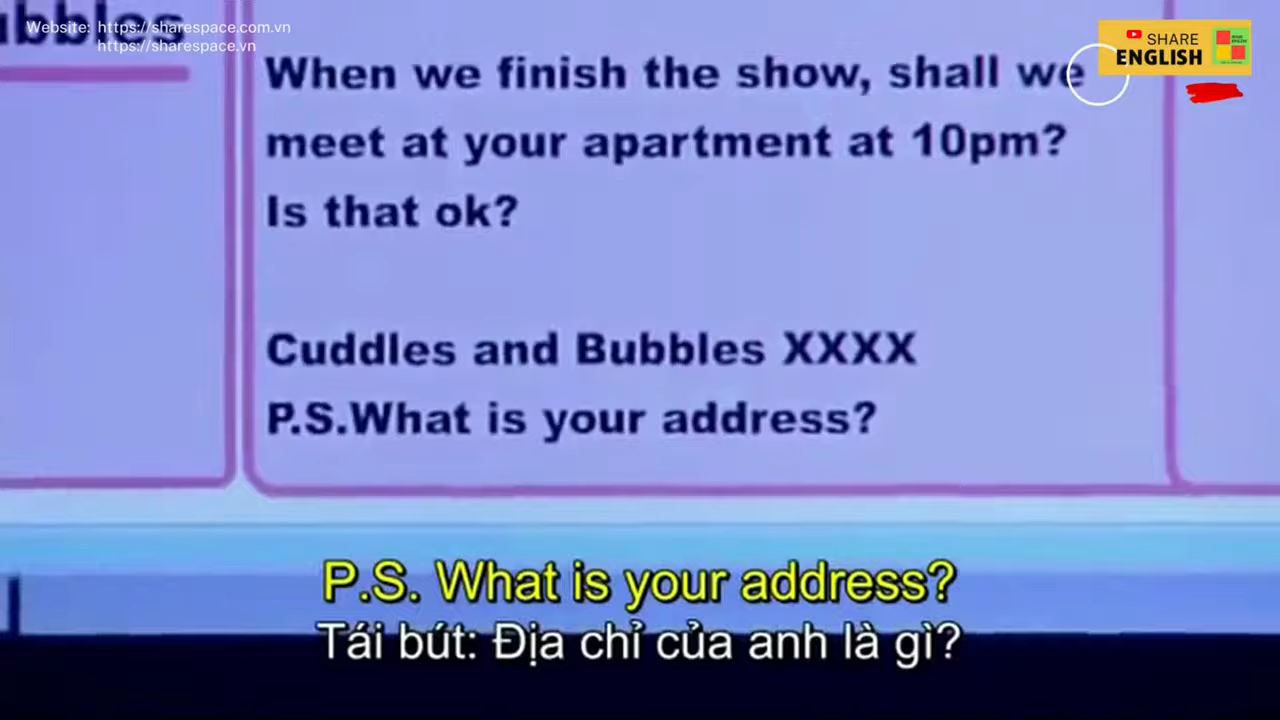 Website: https://sharespace.com.vn
https://sharespace.vn
SHARE
ENGLISH
When we finish the show, shall we
meet at your apartment at 10pm?
Is that ok?
Cuddles and Bubbles XXXX
P.S.What is your address?
P.S. What is your address?
Tái bút: Địa chỉ của anh là gì?